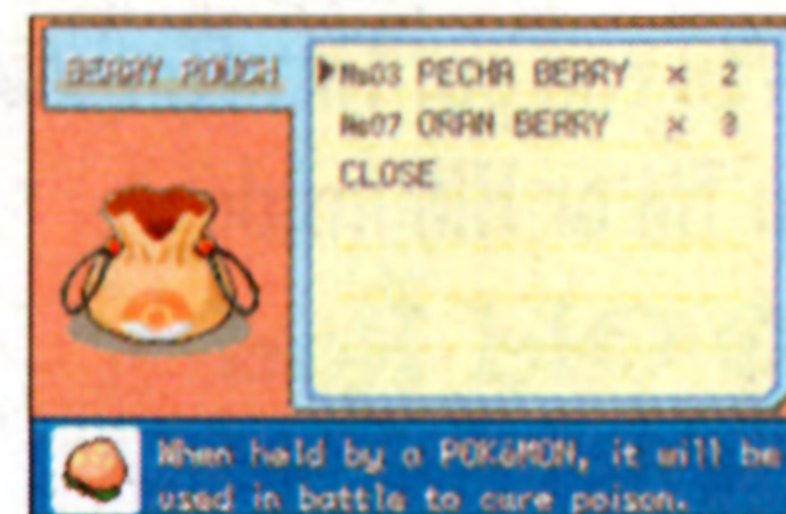 BERRY POUCH
▶№03 PECHA BERRY × 2
№07 ORAN BERRY ×
CLOSE
When held by a POKéMON, it will be
used in battle to cure poison.